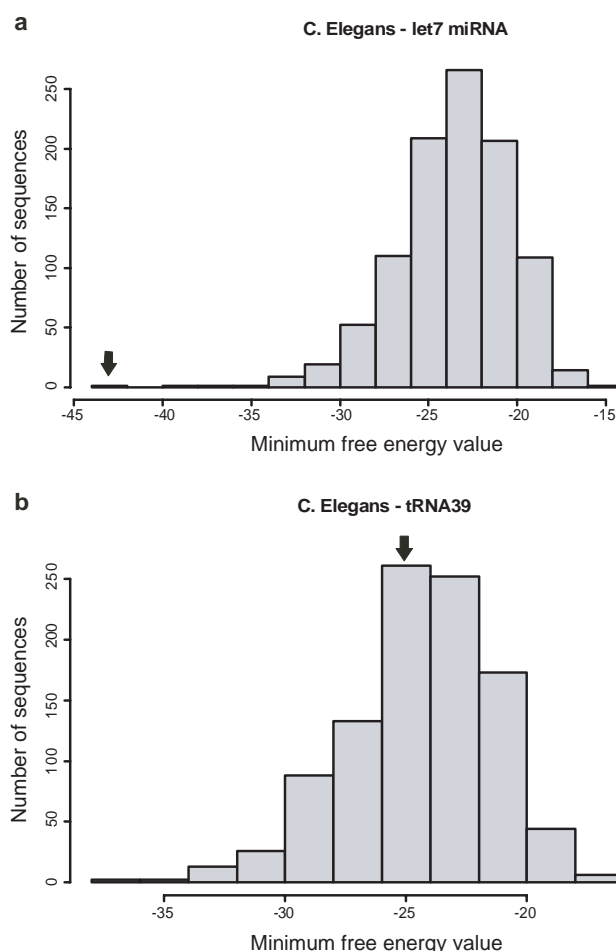 a
C. Elegans - let7 miRNA
Number of sequences
250
200
150
100
50
0
-45 -40 -35 -30 -25 -20 -15
Minimum free energy value
b
C. Elegans - tRNA39
Number of sequences
250
200
150
100
50
0
-35 -30 -25 -20
Minimum free energy value